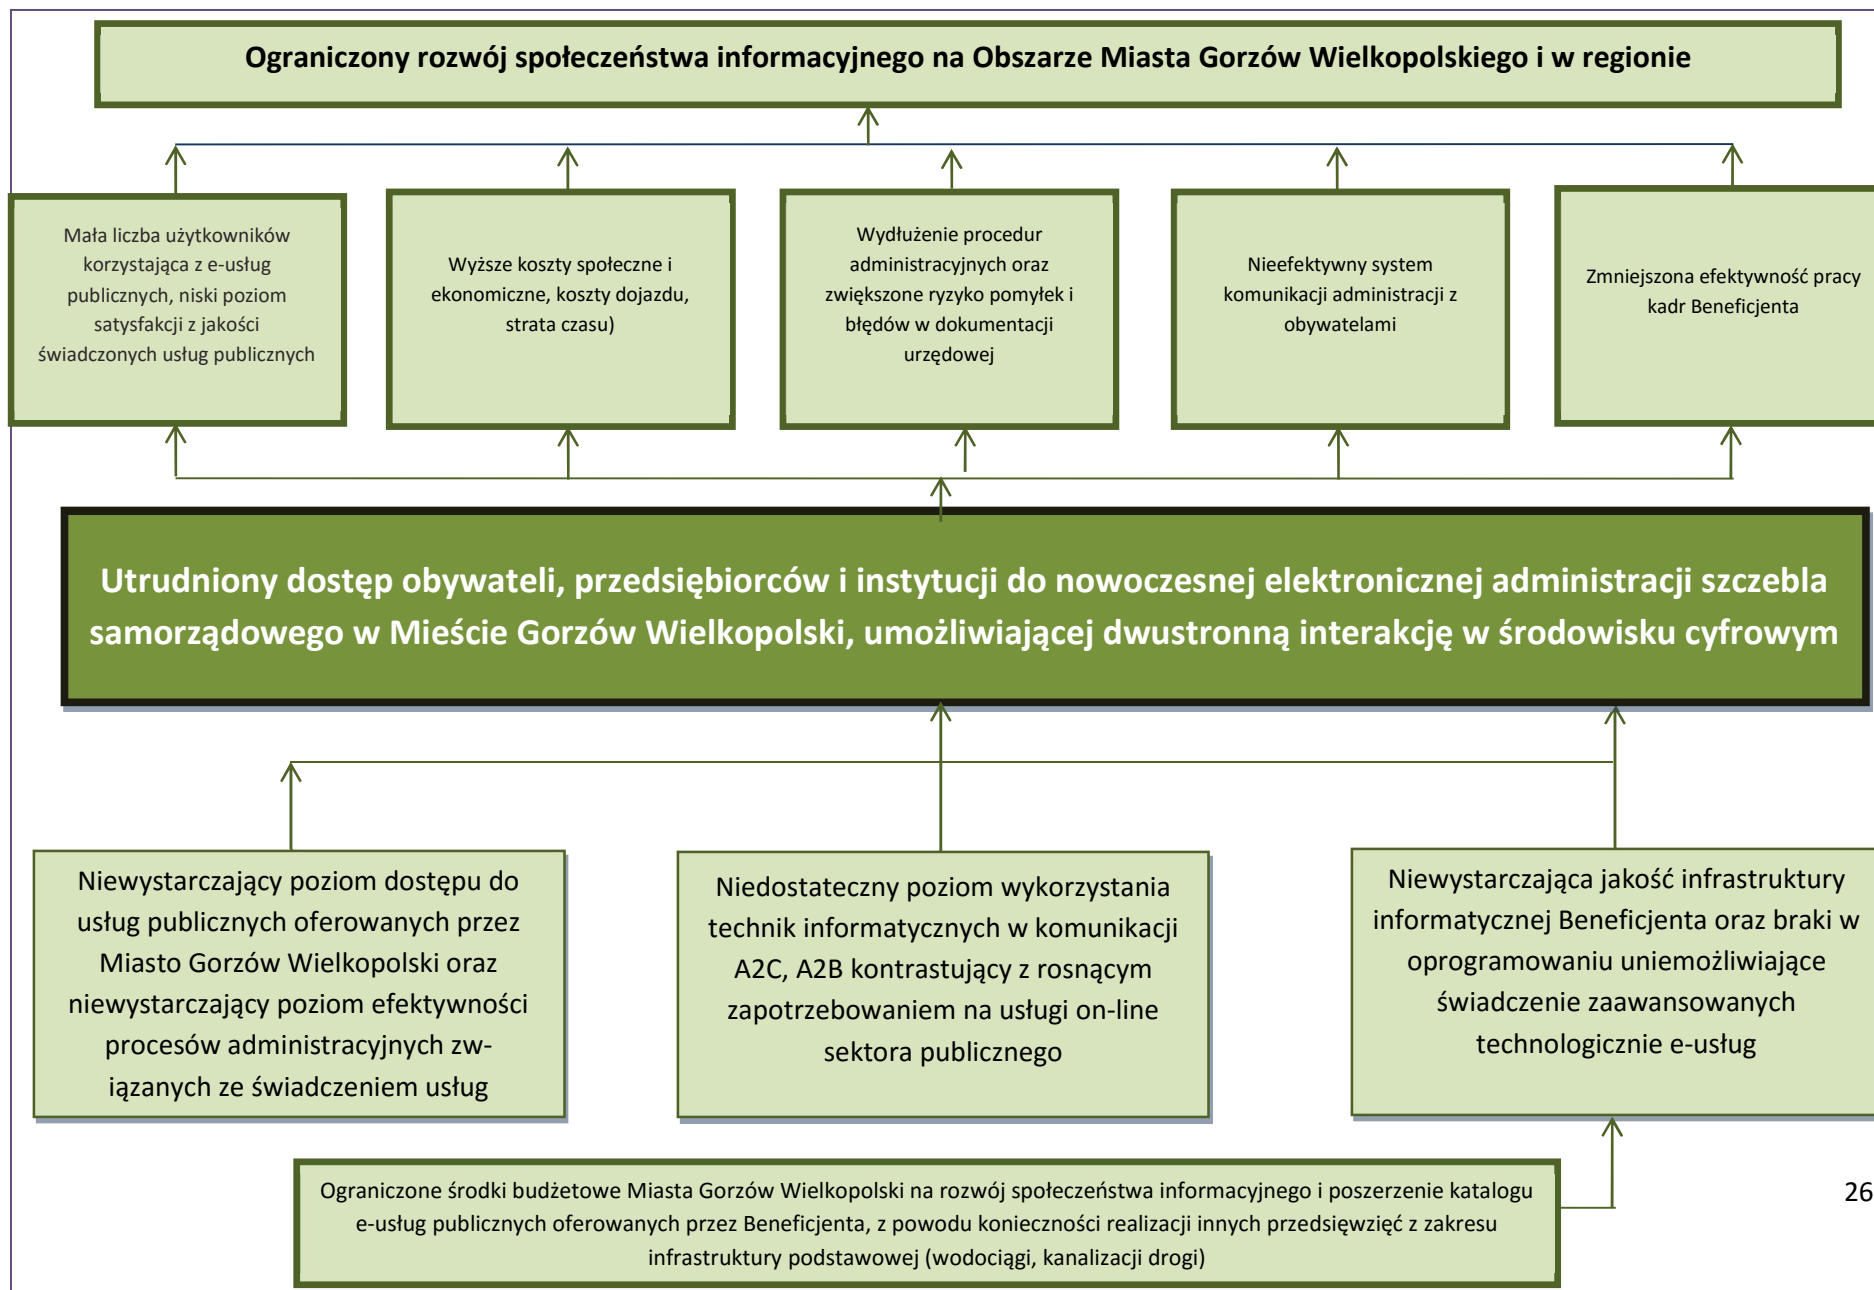 Ograniczony rozwój społeczeństwa informacyjnego na Obszarze Miasta Gorzów Wielkopolskiego i w regionie
Mała liczba użytkowników
korzystająca z e-usług
publicznych, niski poziom
satysfakcji z jakości
świadczonych usług publicznych
Wyższe koszty społeczne i
ekonomiczne, koszty dojazdu,
strata czasu)
Wydłużenie procedur
administracyjnych oraz
zwiększone ryzyko pomyłek i
błędów w dokumentacji
urzędowej
Nieefektywny system
komunikacji administracji z
obywatelami
Zmniejszona efektywność pracy
kadr Beneficjenta
Utrudniony dostęp obywateli, przedsiębiorców i instytucji do nowoczesnej elektronicznej administracji szczebla
samorządowego w Mieście Gorzów Wielkopolski, umożliwiającej dwustronną interakcję w środowisku cyfrowym
Niewystarczający poziom dostępu do
usług publicznych oferowanych przez
Miasto Gorzów Wielkopolski oraz
niewystarczający poziom efektywności
procesów administracyjnych zw-
iązanych ze świadczeniem usług
Niedostateczny poziom wykorzystania
technik informatycznych w komunikacji
A2C, A2B kontrastujący z rosnącym
zapotrzebowaniem na usługi on-line
sektora publicznego
Niewystarczająca jakość infrastruktury
informatycznej Beneficjenta oraz braki w
oprogramowaniu uniemożliwiające
świadczenie zaawansowanych
technologicznie e-usług
Ograniczone środki budżetowe Miasta Gorzów Wielkopolski na rozwój społeczeństwa informacyjnego i poszerzenie katalogu
e-usług publicznych oferowanych przez Beneficjenta, z powodu konieczności realizacji innych przedsięwzięć z zakresu
infrastruktury podstawowej (wodociągi, kanalizacji drogi)
26